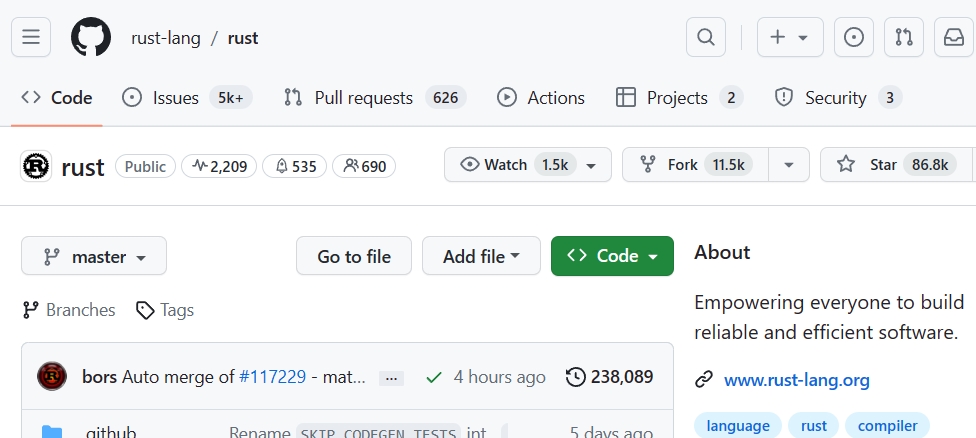 rust-lang / rust
Code Issues 5k+ Pull requests 626 Actions Projects 2 Security 3
R rust Public 2,209 535 690 Watch 1.5k Fork 11.5k Star 86.8k
master Go to file Add file Code
Branches Tags
bors Auto merge of #117229 - mat... ... 4 hours ago 238,089
.github Rename SKIP_CODEGEN_TESTS int 5 days ago
About
Empowering everyone to build
reliable and efficient software.
www.rust-lang.org
language rust compiler